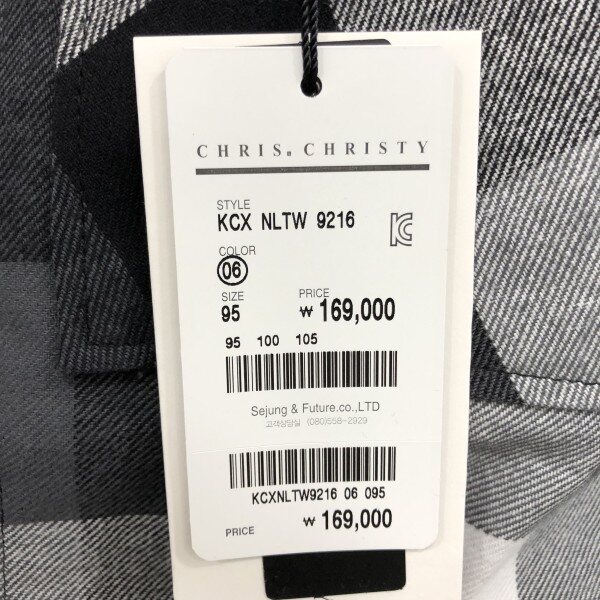 CHRIS. CHRISTY
STYLE
KCX NLTW 9216
COLOR
06
SIZE PRICE
95 ₩ 169,000
95 100 105
Sejung & Future.co.,LTD
고객상담실 (080)558-2929
KCXNLTW9216 06 095
PRICE ₩ 169,000